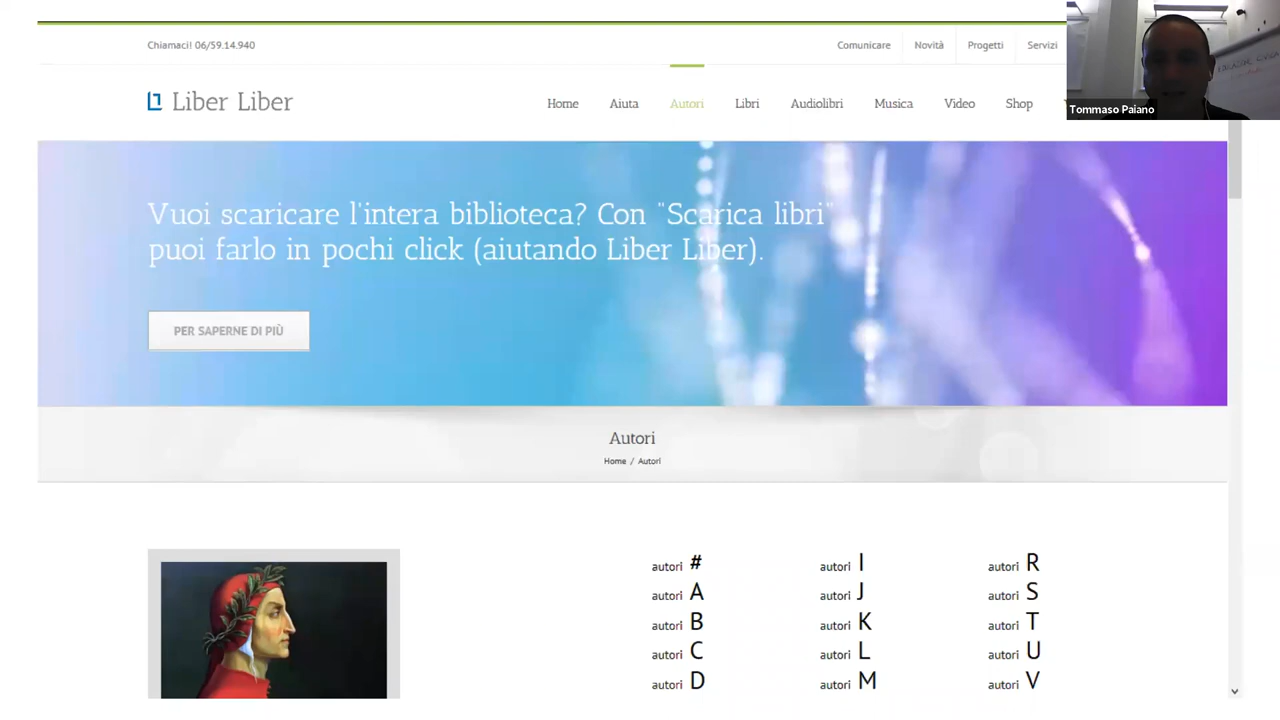 Chiamaci! 06/59.14.940
Comunicare Novità Progetti Servizi
Liber Liber
Home Aiuta Autori Libri Audiolibri Musica Video Shop
Tommaso Paiano
Vuoi scaricare l'intera biblioteca? Con "Scarica libri"
puoi farlo in pochi click (aiutando Liber Liber).
PER SAPERNE DI PIÙ
Autori
Home / Autori
autori # autori I autori R
autori A autori J autori S
autori B autori K autori T
autori C autori L autori U
autori D autori M autori V